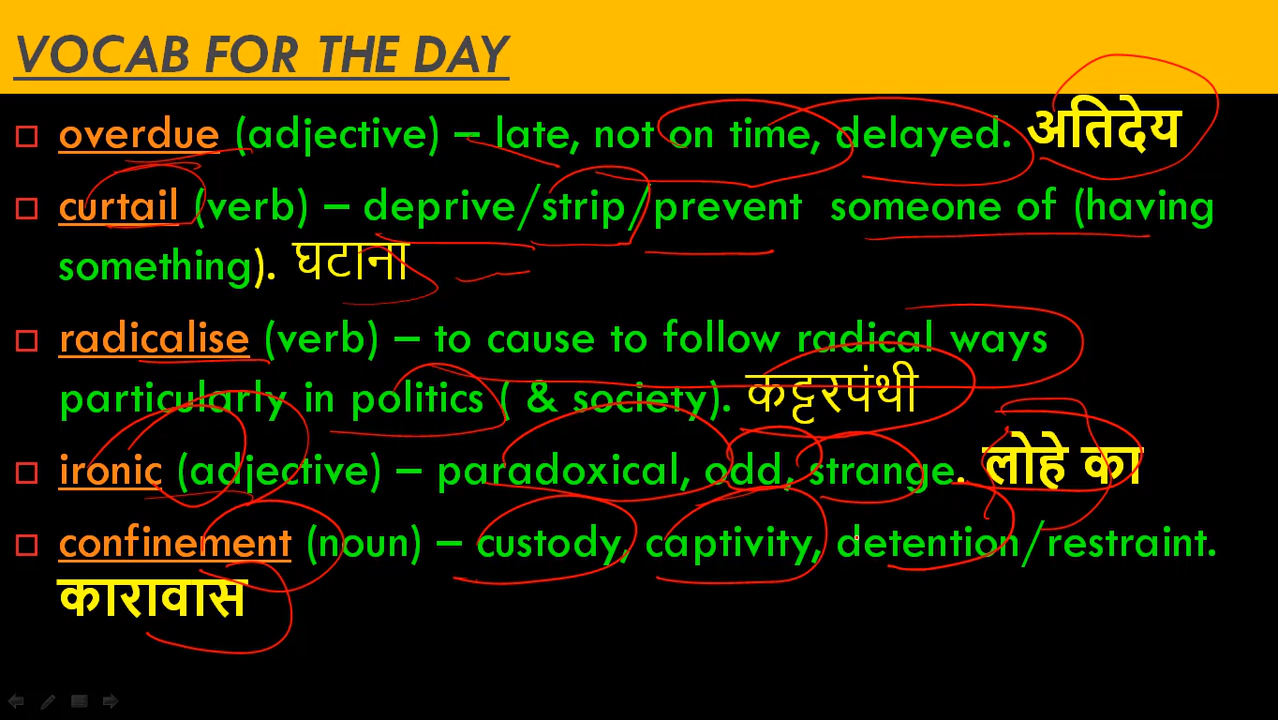 VOCAB FOR THE DAY
overdue (adjective) – late, not on time, delayed. अतिदेय
curtail (verb) – deprive/strip/prevent someone of (having
something). घटाना
radicalise (verb) – to cause to follow radical ways
particularly in politics ( & society). कट्टरपंथी
ironic (adjective) – paradoxical, odd, strange. लोहे का
confinement (noun) – custody, captivity, detention/restraint.
कारावास